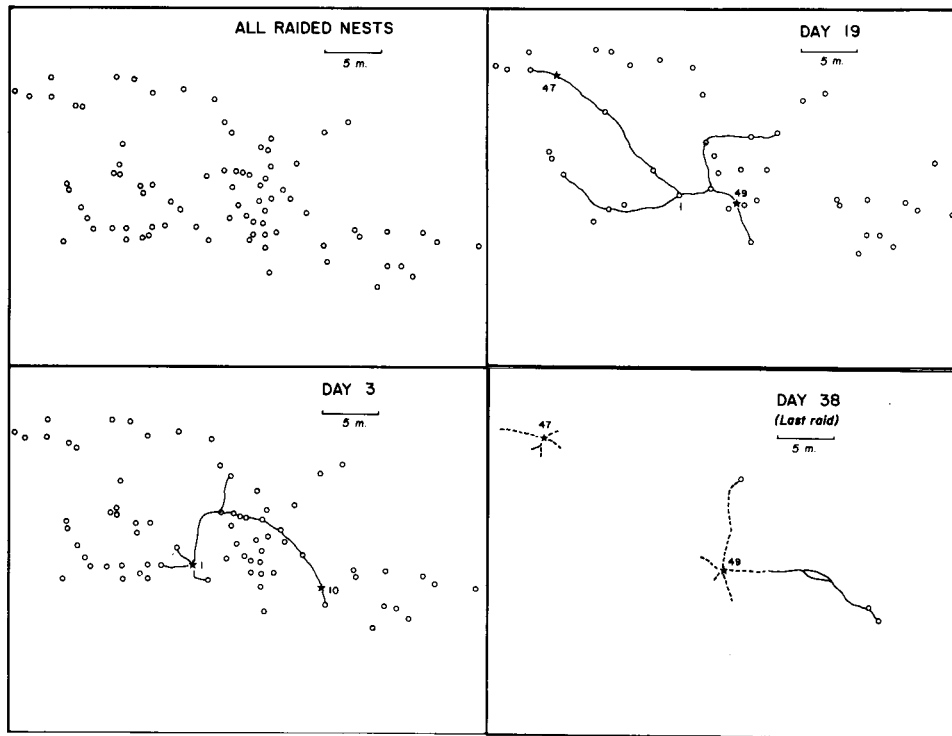 ALL RAIDED NESTS
5 m.
DAY 19
5 m.
47
49
1
DAY 3
5 m.
1
10
DAY 38
(Last raid)
5 m.
47
49